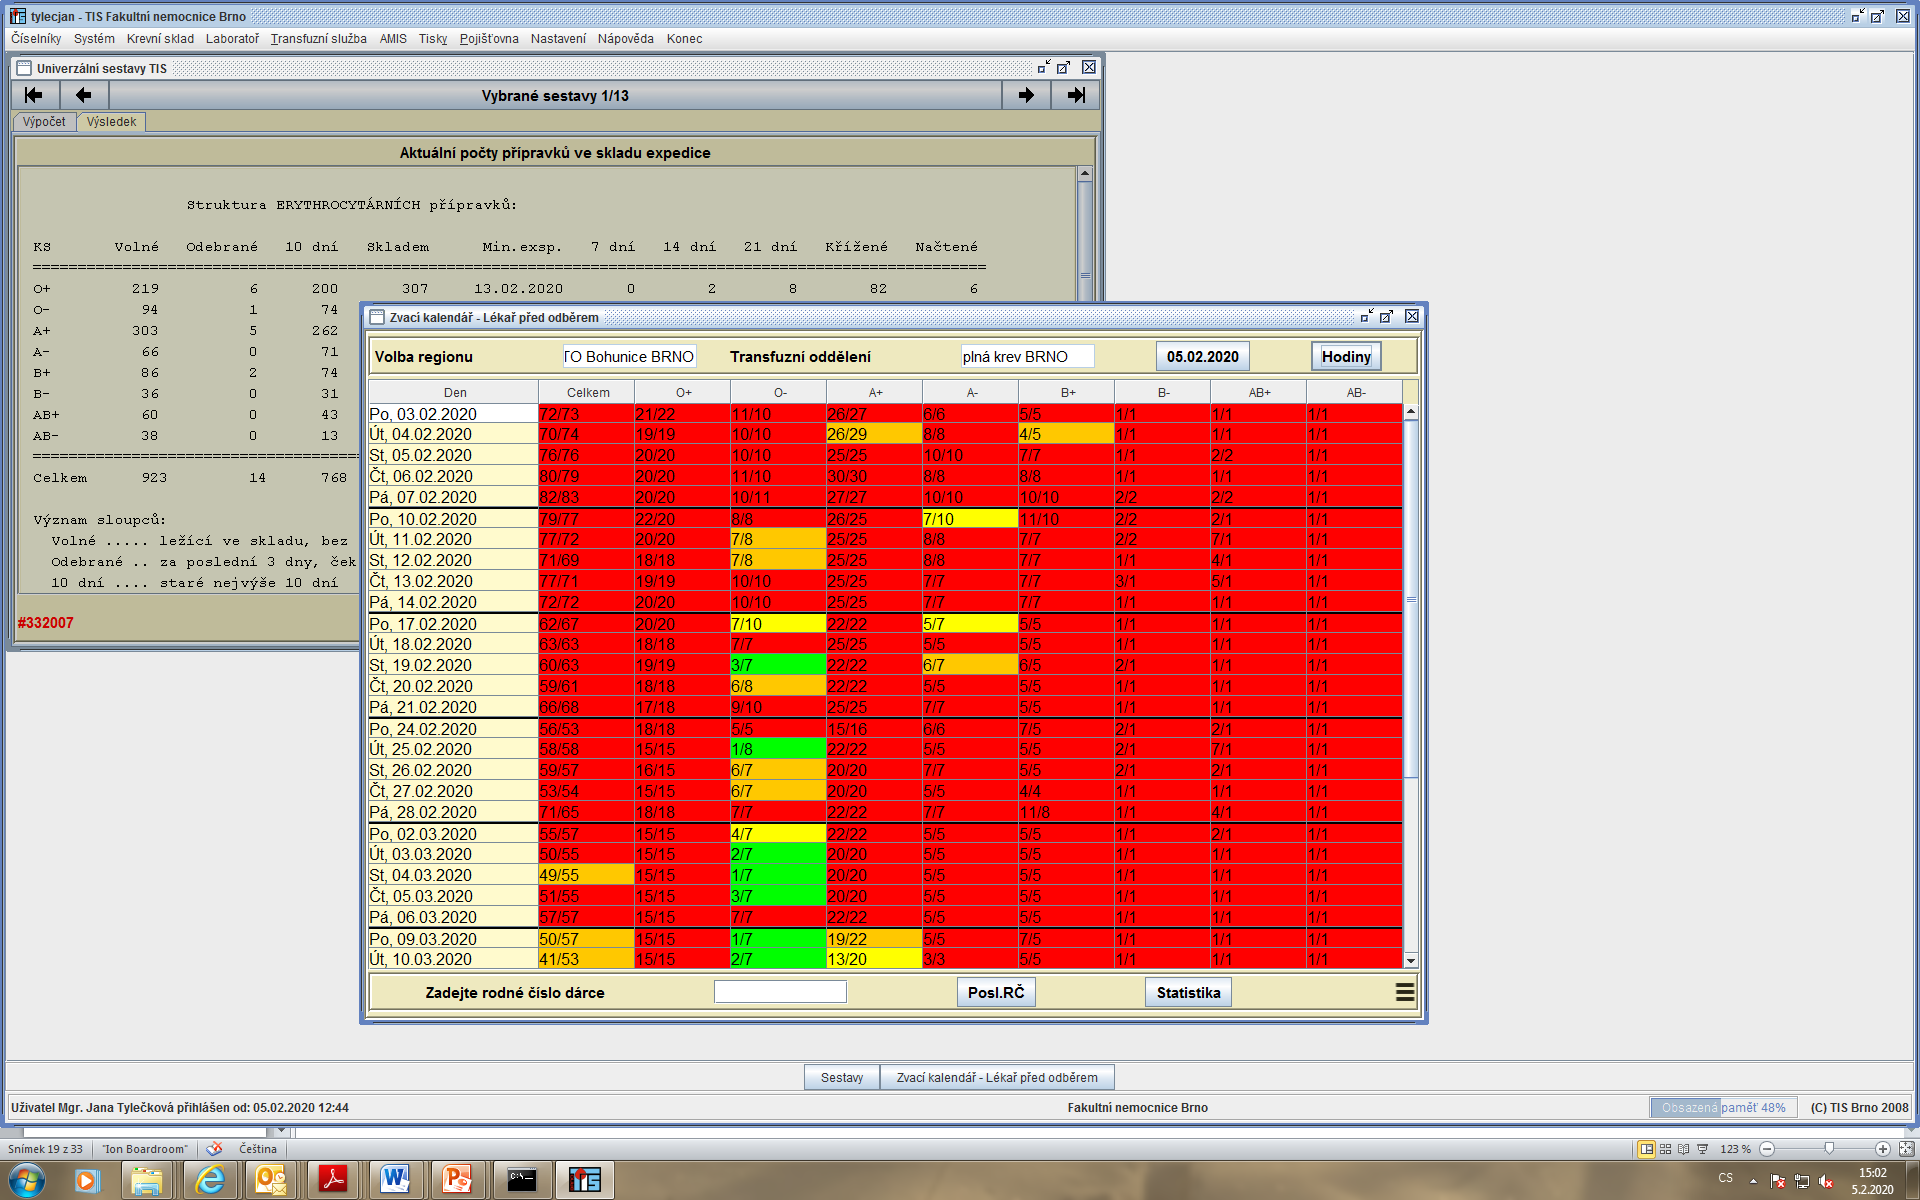 tylecjan - TIS Fakultní nemocnice Brno
Číselníky Systém Krevní sklad Laboratoř Transfuzní služba AMIS Tisky Pojišťovna Nastavení Nápověda Konec
Univerzální sestavy TIS
Vybrané sestavy 1/13
Výpočet Výsledek
Aktuální počty přípravků ve skladu expedice
Struktura ERYTHROCYTÁRNÍCH přípravků:
KS Volné Odebrané 10 dní Skladem Min.exsp. 7 dní 14 dní 21 dní Křížené Načtené
O+ 219 6 200 307 13.02.2020 0 2 8 82 6
O- 94 1 74
A+ 303 5 262
A- 66 0 71
B+ 86 2 74
B- 36 0 31
AB+ 60 0 43
AB- 38 0 13
Celkem 923 14 768
Význam sloupců:
Volné ..... ležící ve skladu, bez
Odebrané .. za poslední 3 dny, ček
10 dní .... staré nejvýše 10 dní
#332007
Zvací kalendář - Lékař před odběrem
Volba regionu TO Bohunice BRNO Transfuzní oddělení plná krev BRNO 05.02.2020 Hodiny
Den Celkem O+ O- A+ A- B+ B- AB+ AB-
Po, 03.02.2020 72/73 21/22 11/10 26/27 6/6 5/5 1/1 1/1 1/1
Út, 04.02.2020 70/74 19/19 10/10 26/29 8/8 4/5 1/1 1/1 1/1
St, 05.02.2020 76/76 20/20 10/10 25/25 10/10 7/7 1/1 2/2 1/1
Čt, 06.02.2020 80/79 20/20 11/10 30/30 8/8 8/8 1/1 1/1 1/1
Pá, 07.02.2020 82/83 20/20 10/11 27/27 10/10 10/10 2/2 2/2 1/1
Po, 10.02.2020 79/77 22/20 8/8 26/25 7/10 11/10 2/2 2/1 1/1
Út, 11.02.2020 77/72 20/20 7/8 25/25 8/8 7/7 2/2 7/1 1/1
St, 12.02.2020 71/69 18/18 7/8 25/25 8/8 7/7 1/1 4/1 1/1
Čt, 13.02.2020 77/71 19/19 10/10 25/25 7/7 7/7 3/1 5/1 1/1
Pá, 14.02.2020 72/72 20/20 10/10 25/25 7/7 7/7 1/1 1/1 1/1
Po, 17.02.2020 62/67 20/20 7/10 22/22 5/7 5/5 1/1 1/1 1/1
Út, 18.02.2020 63/63 18/18 7/7 25/25 5/5 5/5 1/1 1/1 1/1
St, 19.02.2020 60/63 19/19 3/7 22/22 6/7 6/5 2/1 1/1 1/1
Čt, 20.02.2020 59/61 18/18 6/8 22/22 5/5 5/5 1/1 1/1 1/1
Pá, 21.02.2020 66/68 17/18 9/10 25/25 7/7 5/5 1/1 1/1 1/1
Po, 24.02.2020 56/53 18/18 5/5 15/16 6/6 7/5 2/1 2/1 1/1
Út, 25.02.2020 58/58 15/15 1/8 22/22 5/5 5/5 2/1 7/1 1/1
St, 26.02.2020 59/57 16/15 6/7 20/20 7/7 5/5 2/1 2/1 1/1
Čt, 27.02.2020 53/54 15/15 6/7 20/20 5/5 4/4 1/1 1/1 1/1
Pá, 28.02.2020 71/65 18/18 7/7 22/22 7/7 11/8 1/1 4/1 1/1
Po, 02.03.2020 55/57 15/15 4/7 22/22 5/5 5/5 1/1 2/1 1/1
Út, 03.03.2020 50/55 15/15 2/7 20/20 5/5 5/5 1/1 1/1 1/1
St, 04.03.2020 49/55 15/15 1/7 20/20 5/5 5/5 1/1 1/1 1/1
Čt, 05.03.2020 51/55 15/15 3/7 20/20 5/5 5/5 1/1 1/1 1/1
Pá, 06.03.2020 57/57 15/15 7/7 22/22 5/5 5/5 1/1 1/1 1/1
Po, 09.03.2020 50/57 15/15 1/7 19/22 5/5 7/5 1/1 1/1 1/1
Út, 10.03.2020 41/53 15/15 2/7 13/20 3/3 5/5 1/1 1/1 1/1
Zadejte rodné číslo dárce Posl.RČ Statistika
Sestavy Zvací kalendář - Lékař před odběrem
Uživatel Mgr. Jana Tylečková přihlášen od: 05.02.2020 12:44 Fakultní nemocnice Brno Obsazená paměť 48% (C) TIS Brno 2008
Snímek 19 z 33 "Ion Boardroom" Čeština 123 %
CS 15:02
5.2.2020